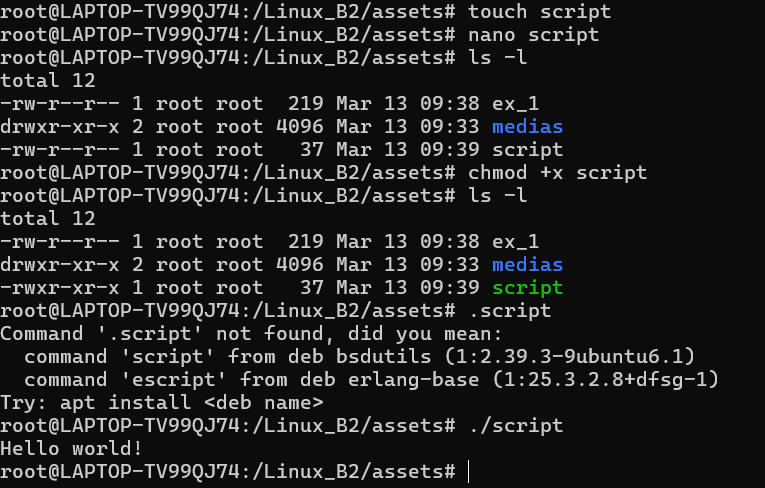 root@LAPTOP-TV99QJ74:/Linux_B2/assets# touch script
root@LAPTOP-TV99QJ74:/Linux_B2/assets# nano script
root@LAPTOP-TV99QJ74:/Linux_B2/assets# ls -l
total 12
-rw-r--r-- 1 root root  219 Mar 13 09:38 ex_1
drwxr-xr-x 2 root root 4096 Mar 13 09:33 medias
-rw-r--r-- 1 root root   37 Mar 13 09:39 script
root@LAPTOP-TV99QJ74:/Linux_B2/assets# chmod +x script
root@LAPTOP-TV99QJ74:/Linux_B2/assets# ls -l
total 12
-rw-r--r-- 1 root root  219 Mar 13 09:38 ex_1
drwxr-xr-x 2 root root 4096 Mar 13 09:33 medias
-rwxr-xr-x 1 root root   37 Mar 13 09:39 script
root@LAPTOP-TV99QJ74:/Linux_B2/assets# .script
Command '.script' not found, did you mean:
  command 'script' from deb bsdutils (1:2.39.3-9ubuntu6.1)
  command 'escript' from deb erlang-base (1:25.3.2.8+dfsg-1)
Try: apt install <deb name>
root@LAPTOP-TV99QJ74:/Linux_B2/assets# ./script
Hello world!
root@LAPTOP-TV99QJ74:/Linux_B2/assets#